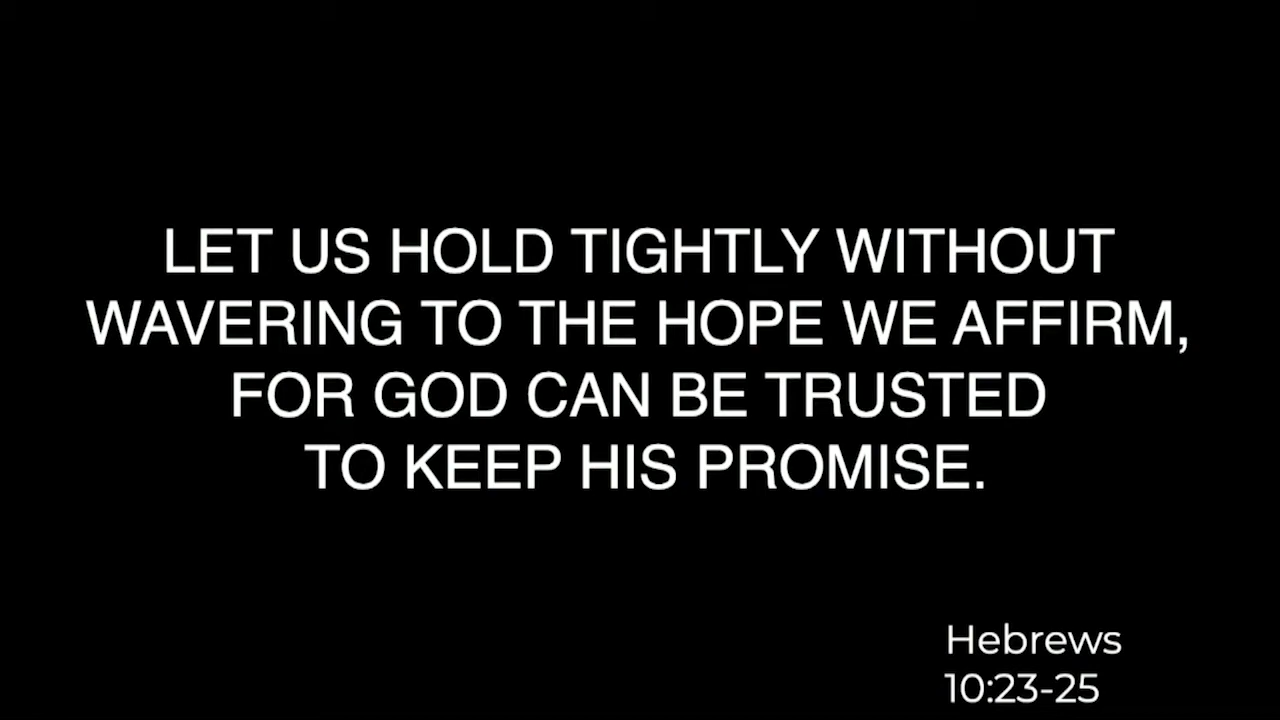 LET US HOLD TIGHTLY WITHOUT
WAVERING TO THE HOPE WE AFFIRM,
FOR GOD CAN BE TRUSTED
TO KEEP HIS PROMISE.
Hebrews
10:23-25